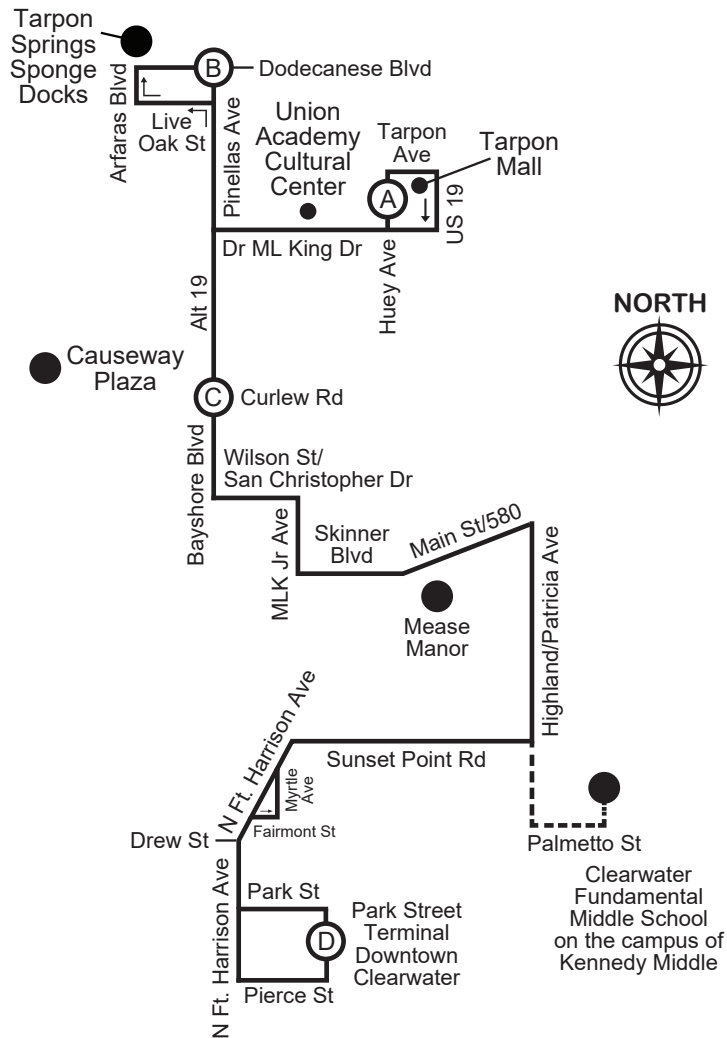 Tarpon
Springs
Sponge
Docks
B
Dodecanese Blvd
Arfaras Blvd
Live
Oak St
Pinellas Ave
Union
Academy
Cultural
Center
Tarpon
Ave
Tarpon
Mall
A
US 19
Dr ML King Dr
Huey Ave
Alt 19
NORTH
Causeway
Plaza
C
Curlew Rd
Bayshore Blvd
Wilson St/
San Christopher Dr
MLK Jr Ave
Skinner
Blvd
Main St/580
Highland/Patricia Ave
Mease
Manor
N Ft. Harrison Ave
Sunset Point Rd
Myrtle
Ave
Fairmont St
Drew St
Palmetto St
Clearwater
Fundamental
Middle School
on the campus of
Kennedy Middle
N Ft. Harrison Ave
Park St
D
Park Street
Terminal
Downtown
Clearwater
Pierce St